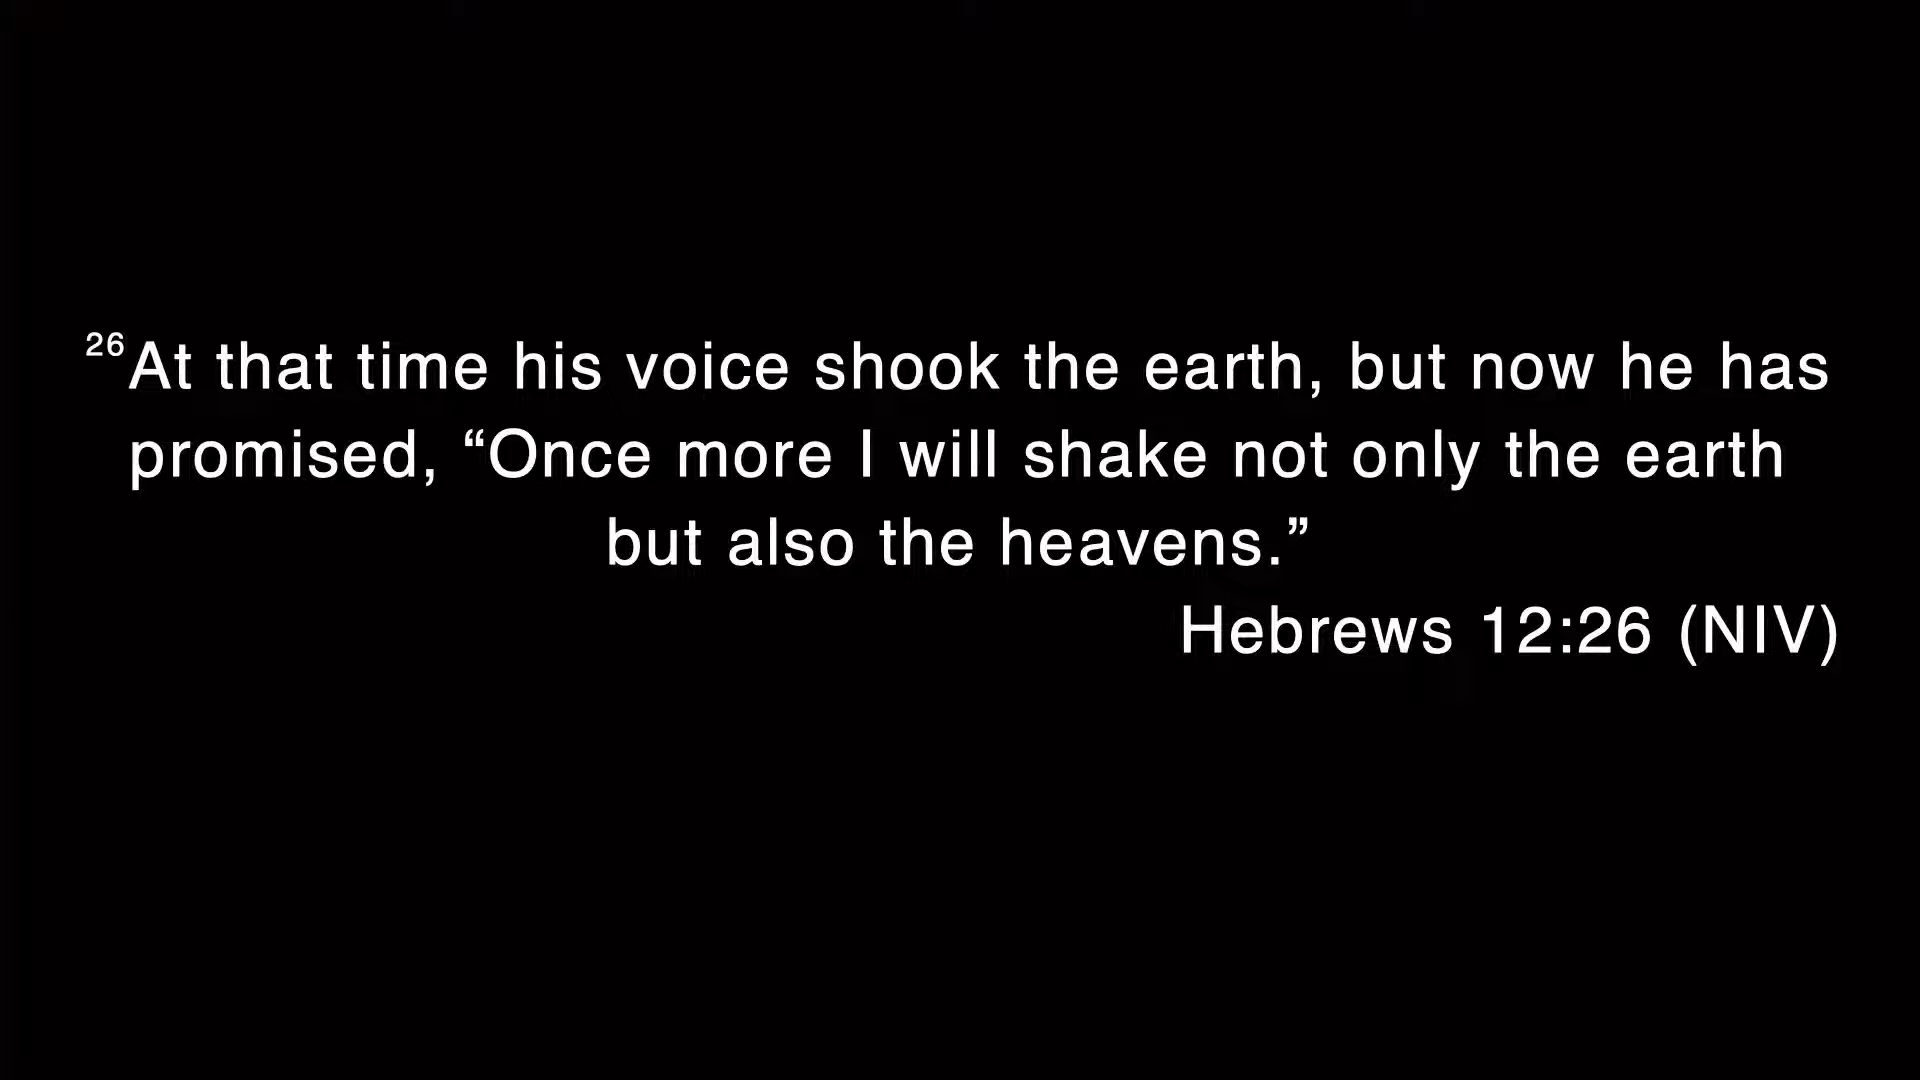 26At that time his voice shook the earth, but now he has
promised, “Once more I will shake not only the earth
but also the heavens.”
Hebrews 12:26 (NIV)